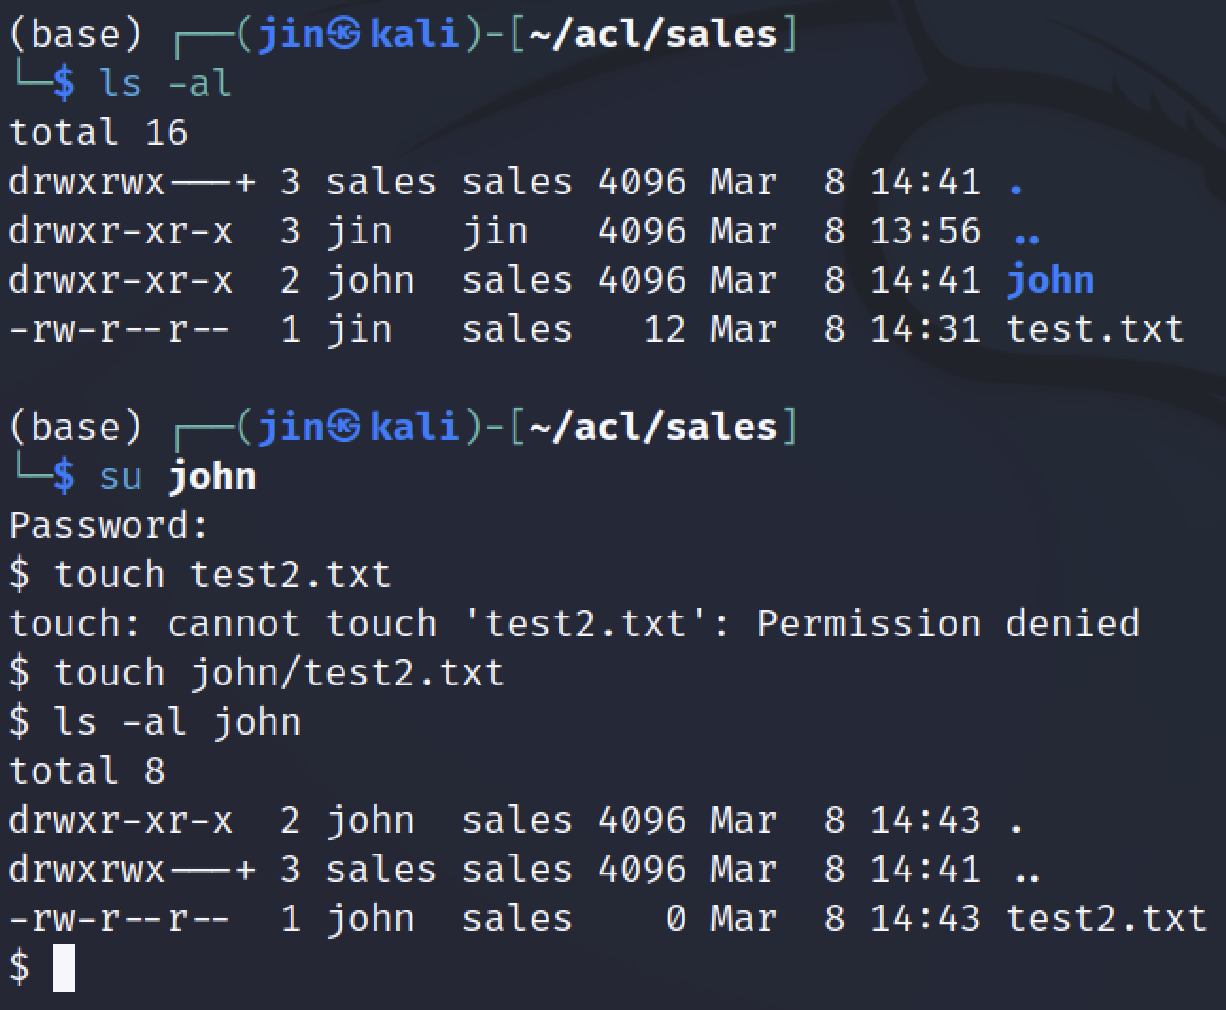 (base) ┌──(jin㉿kali)-[~/acl/sales]
└─$ ls -al
total 16
drwxrwx---+ 3 sales sales 4096 Mar  8 14:41 .
drwxr-xr-x  3 jin   jin   4096 Mar  8 13:56 ..
drwxr-xr-x  2 john  sales 4096 Mar  8 14:41 john
-rw-r--r--  1 jin   sales   12 Mar  8 14:31 test.txt
(base) ┌──(jin㉿kali)-[~/acl/sales]
└─$ su john
Password:
$ touch test2.txt
touch: cannot touch 'test2.txt': Permission denied
$ touch john/test2.txt
$ ls -al john
total 8
drwxr-xr-x  2 john  sales 4096 Mar  8 14:43 .
drwxrwx---+ 3 sales sales 4096 Mar  8 14:41 ..
-rw-r--r--  1 john  sales    0 Mar  8 14:43 test2.txt
$